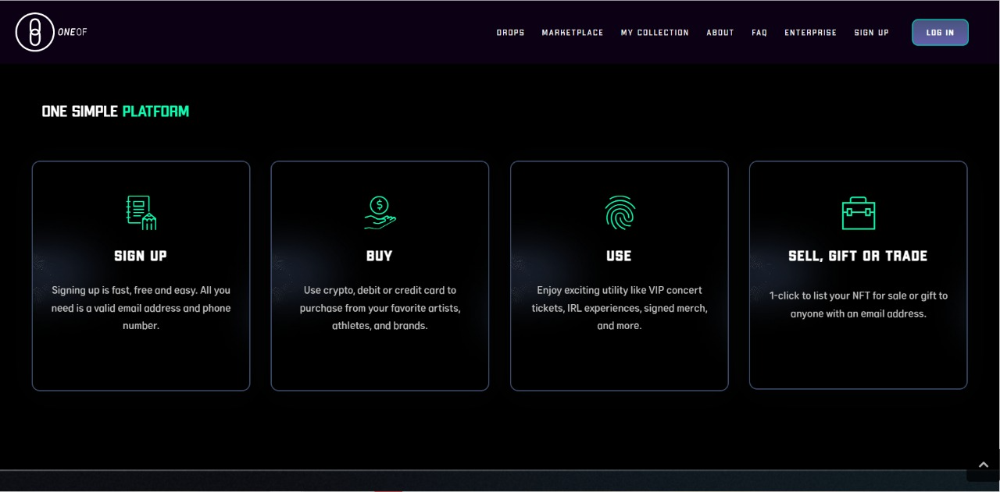 ONEOF
DROPS MARKETPLACE MY COLLECTION ABOUT FAQ ENTERPRISE SIGN UP LOG IN
ONE SIMPLE PLATFORM
$
SIGN UP
Signing up is fast, free and easy. All you
need is a valid email address and phone
number.
BUY
Use crypto, debit or credit card to
purchase from your favorite artists,
athletes, and brands.
USE
Enjoy exciting utility like VIP concert
tickets, IRL experiences, signed merch,
and more.
SELL, GIFT OR TRADE
1-click to list your NFT for sale or gift to
anyone with an email address.